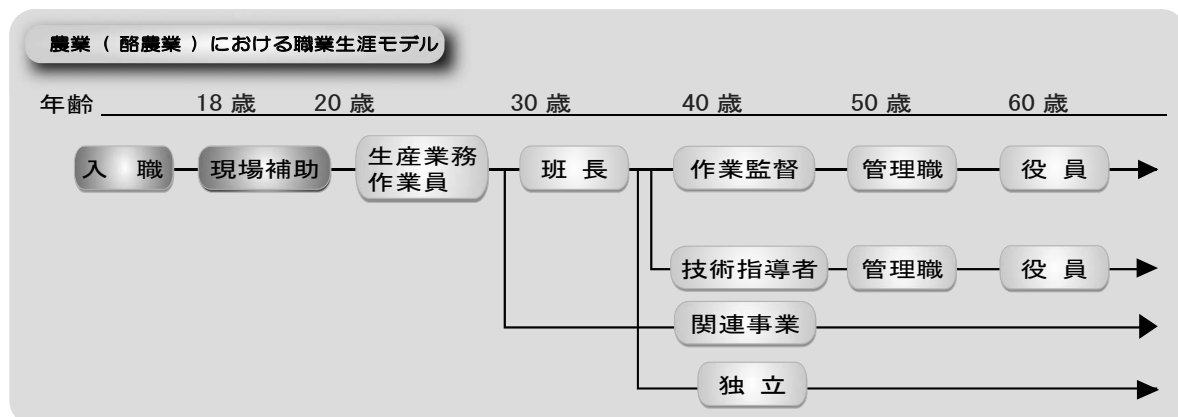 農業（酪農業）における職業生涯モデル
年齢 18 歳 20 歳 30 歳 40 歳 50 歳 60 歳
入 職 現場補助 生産業務 班 長 作業監督 管理職 役 員
作業員
技術指導者 管理職 役 員
関連事業
独 立